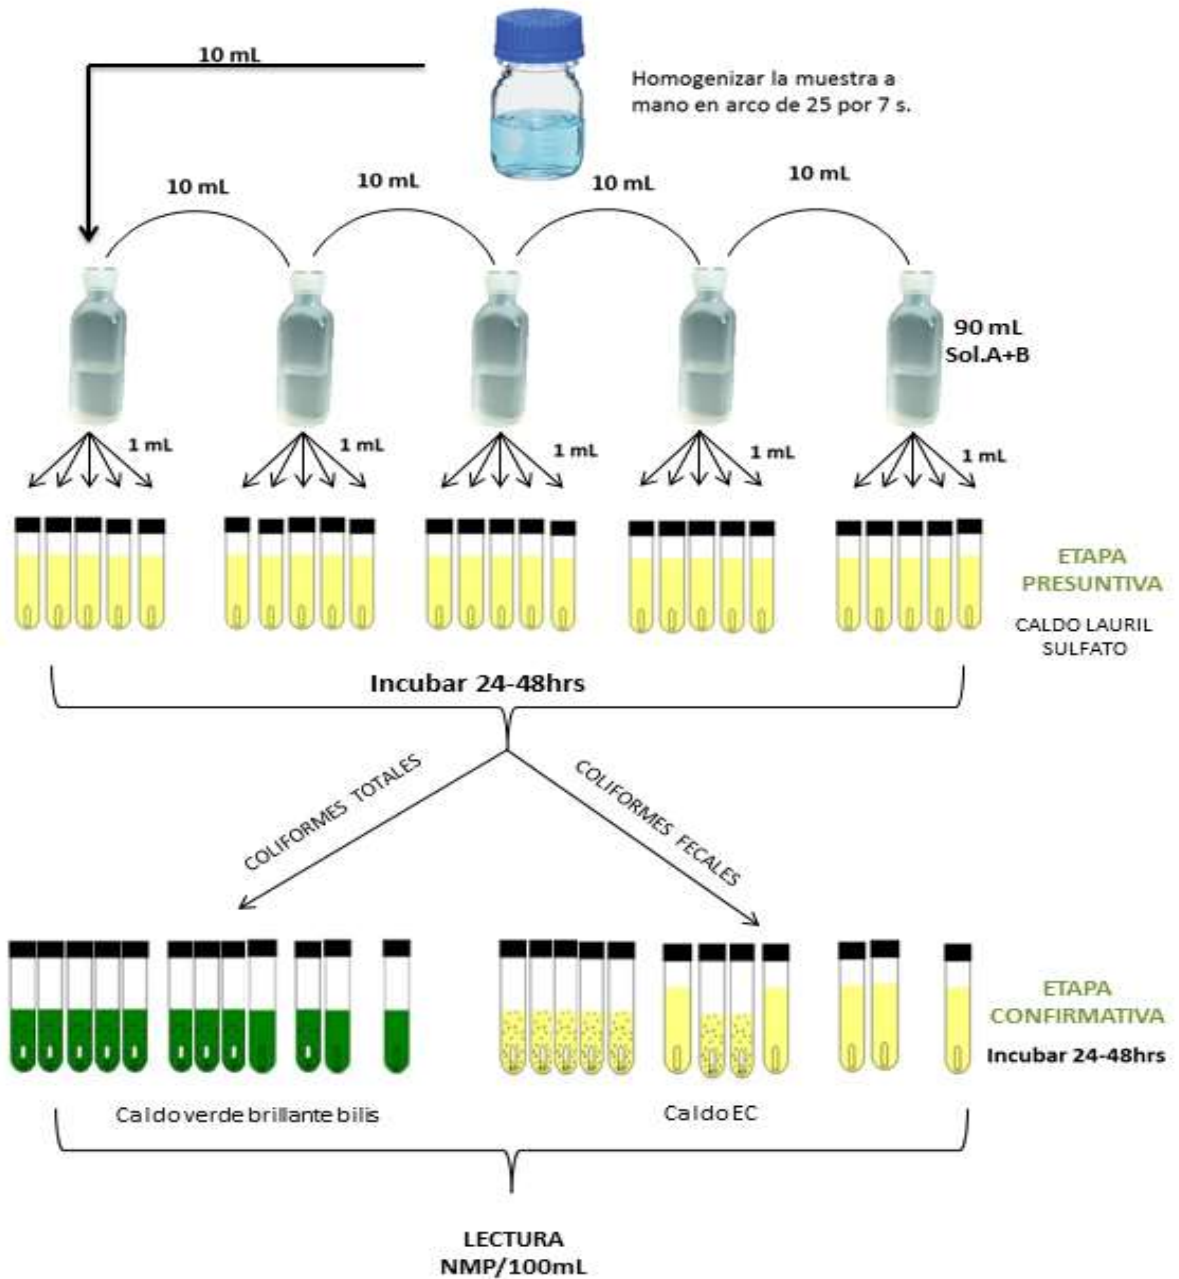 10 mL
Homogenizar la muestra a
mano en arco de 25 por 7 s.
10 mL
10 mL
10 mL
10 mL
90 mL
Sol.A+B
1 mL
1 mL
1 mL
1 mL
1 mL
ETAPA
PRESUNTIVA
CALDO LAURIL
SULFATO
Incubar 24-48hrs
COLIFORMES TOTALES
COLIFORMES FECALES
ETAPA
CONFIRMATIVA
Incubar 24-48hrs
Caldo verde brillante bilis
Caldo EC
LECTURA
NMP/100mL